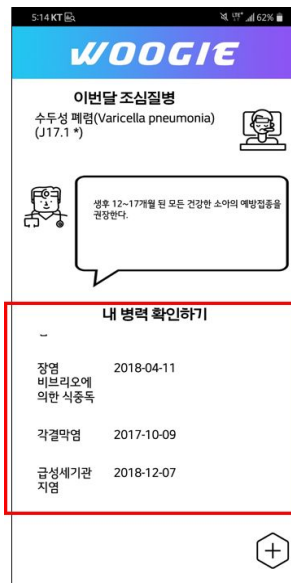 5:14 KT
62%
WOOGIE
이번달 조심질병
수두성 폐렴(Varicella pneumonia)
(J17.1 *)
생후 12~17개월 된 모든 건강한 소아의 예방접종을
권장한다.
내 병력 확인하기
장염 2018-04-11
비브리오에
의한 식중독
각결막염 2017-10-09
급성세기관 2018-12-07
지염